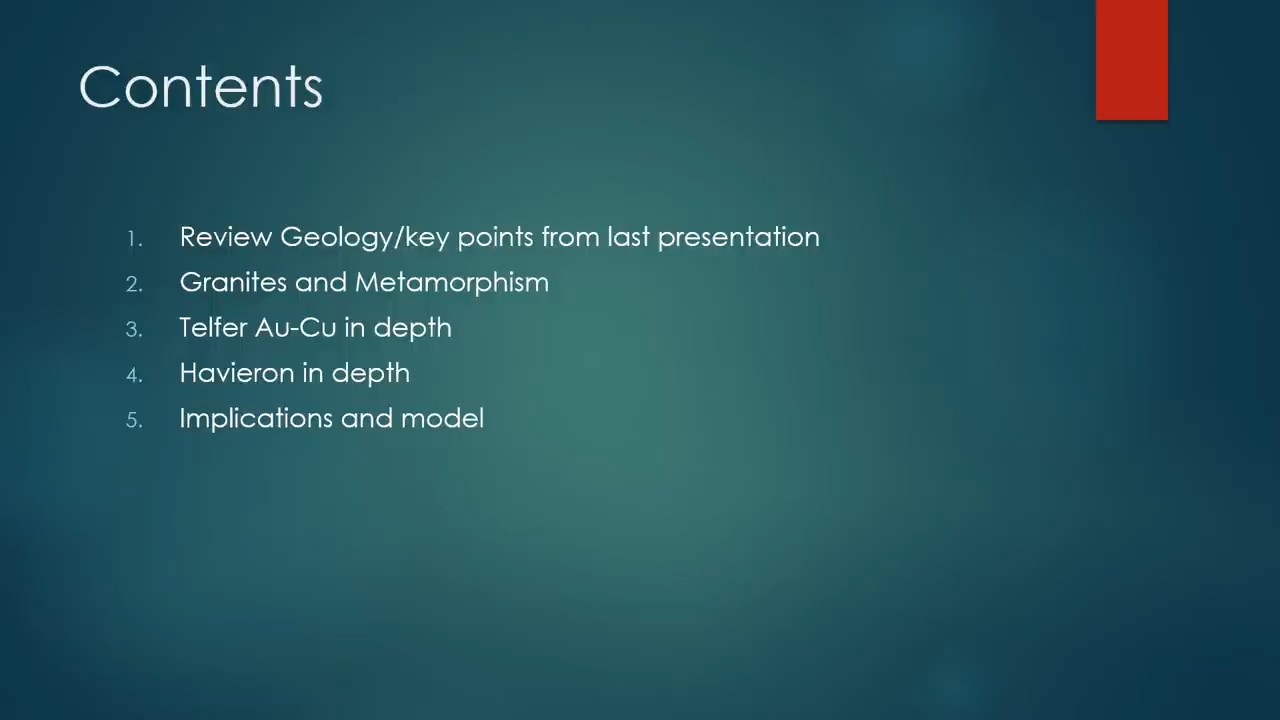 Contents
1. Review Geology/key points from last presentation
2. Granites and Metamorphism
3. Telfer Au-Cu in depth
4. Havieron in depth
5. Implications and model